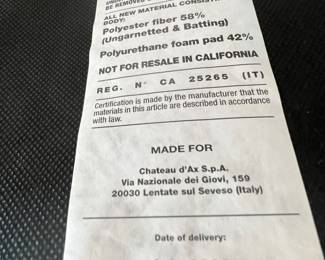 BE REMOVED
ALL NEW MATERIAL CONSISTING
BODY:
Polyester fiber 58%
(Ungarnetted & Batting)
Polyurethane foam pad 42%
NOT FOR RESALE IN CALIFORNIA
REG. N° CA 25265 (IT)
Certification is made by the manufacturer that the
materials in this article are described in accordance
with law.
MADE FOR
Chateau d'Ax S.p.A.
Via Nazionale dei Giovi, 159
20030 Lentate sul Seveso (Italy)
Date of delivery: